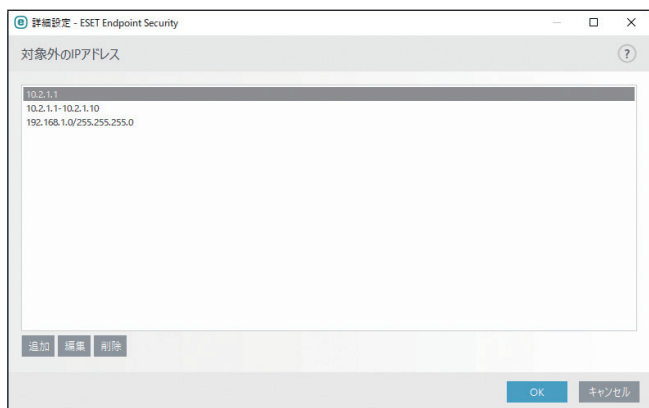 e 詳細設定 - ESET Endpoint Security
対象外のIPアドレス
?
10.2.1.1
10.2.1.1-10.2.1.10
192.168.1.0/255.255.255.0
追加 編集 削除
OK キャンセル